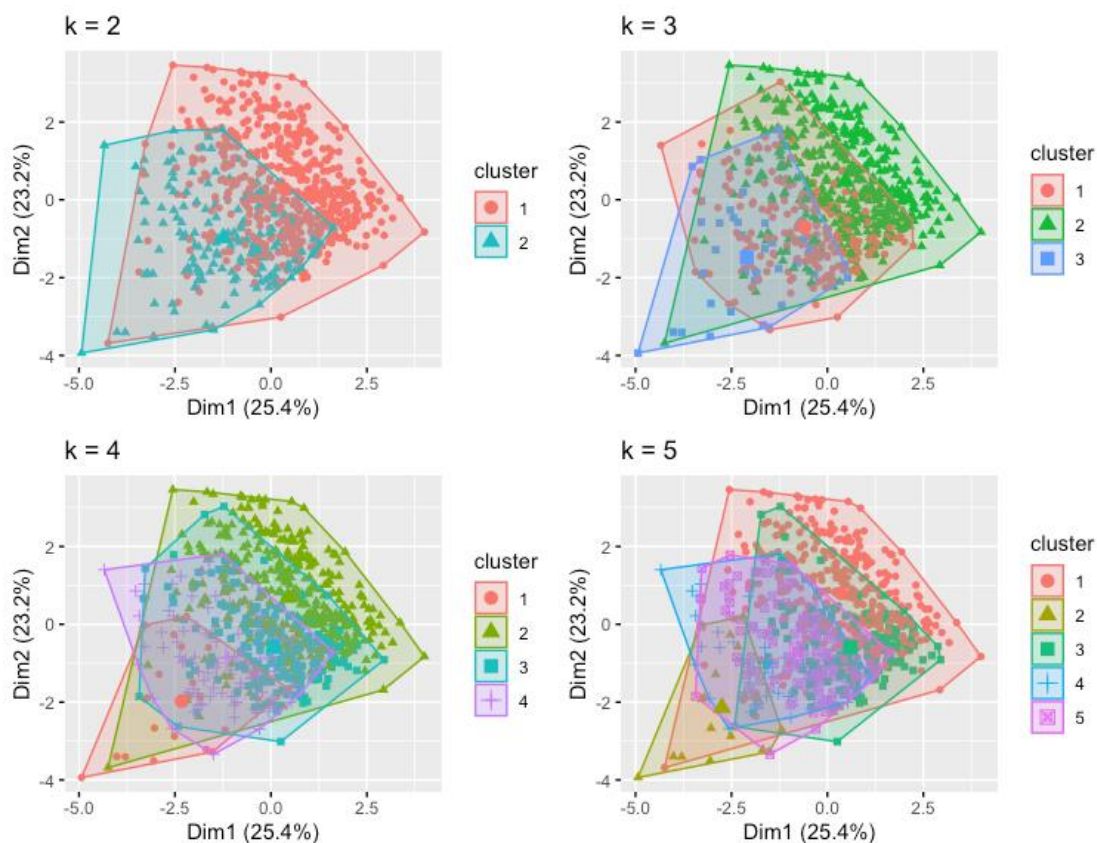 k = 2
2
0
-2
-4
-5.0
-2.5
0.0
2.5
Dim1 (25.4%)
Dim2 (23.2%)
cluster
1
2
k = 3
2
0
-2
-4
-5.0
-2.5
0.0
2.5
Dim1 (25.4%)
Dim2 (23.2%)
cluster
1
2
3
k = 4
2
0
-2
-4
-5.0
-2.5
0.0
2.5
Dim1 (25.4%)
Dim2 (23.2%)
cluster
1
2
3
4
k = 5
2
0
-2
-4
-5.0
-2.5
0.0
2.5
Dim1 (25.4%)
Dim2 (23.2%)
cluster
1
2
3
4
5